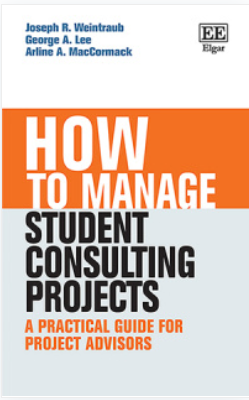 Joseph R. Weintraub
George A. Lee
Arline A. MacCormack
EE
Elgar
HOW
TO MANAGE
STUDENT
CONSULTING
PROJECTS
A PRACTICAL GUIDE FOR
PROJECT ADVISORS